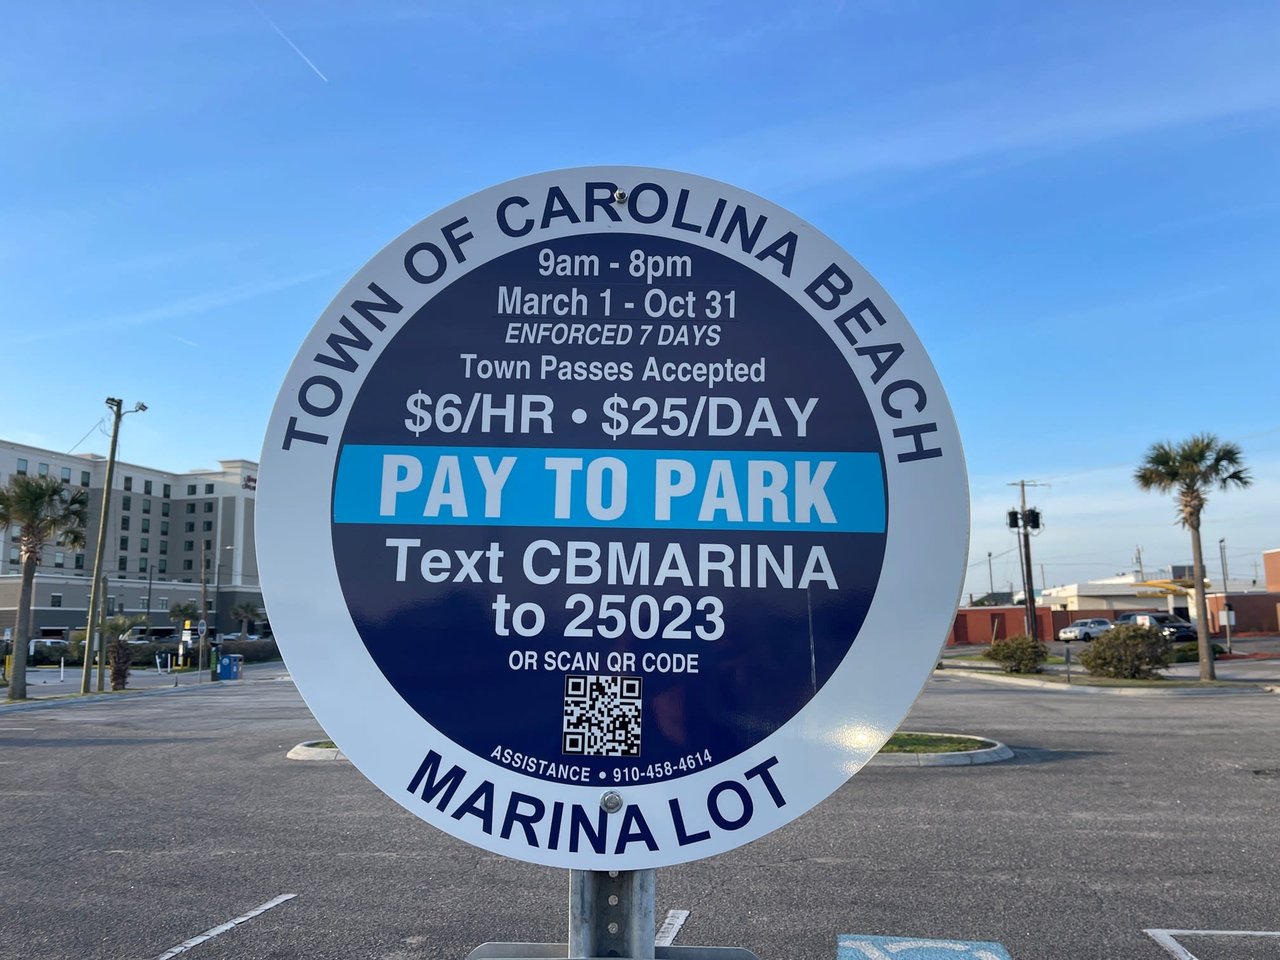 TOWN OF CAROLINA BEACH
9am - 8pm
March 1 - Oct 31
ENFORCED 7 DAYS
Town Passes Accepted
$6/HR • $25/DAY
PAY TO PARK
Text CBMARINA
to 25023
OR SCAN QR CODE
ASSISTANCE • 910-458-4614
MARINA LOT